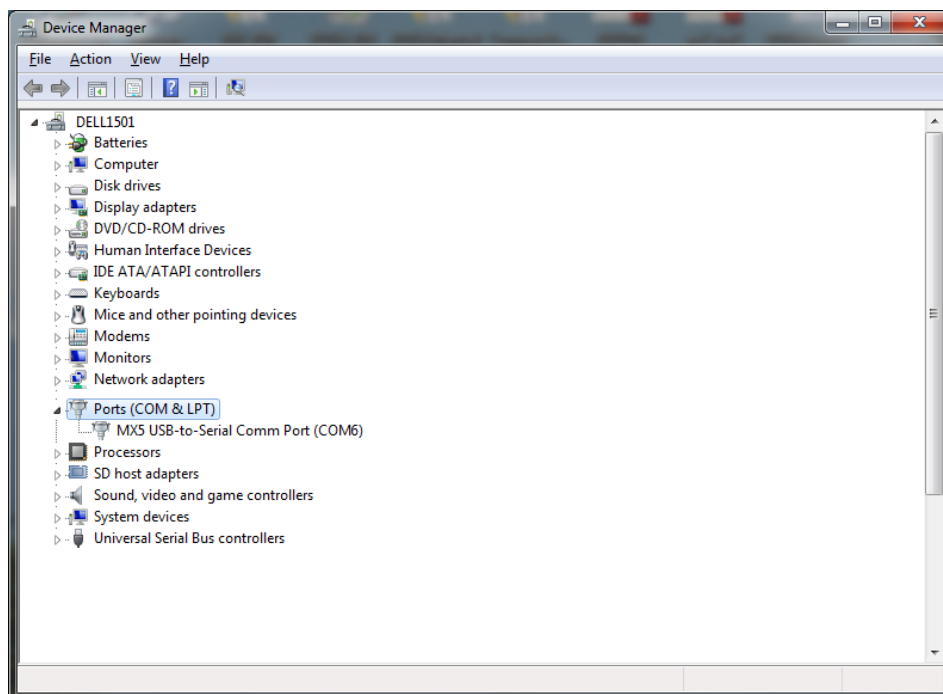 Device Manager
File Action View Help
DELL1501
Batteries
Computer
Disk drives
Display adapters
DVD/CD-ROM drives
Human Interface Devices
IDE ATA/ATAPI controllers
Keyboards
Mice and other pointing devices
Modems
Monitors
Network adapters
Ports (COM & LPT)
MX5 USB-to-Serial Comm Port (COM6)
Processors
SD host adapters
Sound, video and game controllers
System devices
Universal Serial Bus controllers